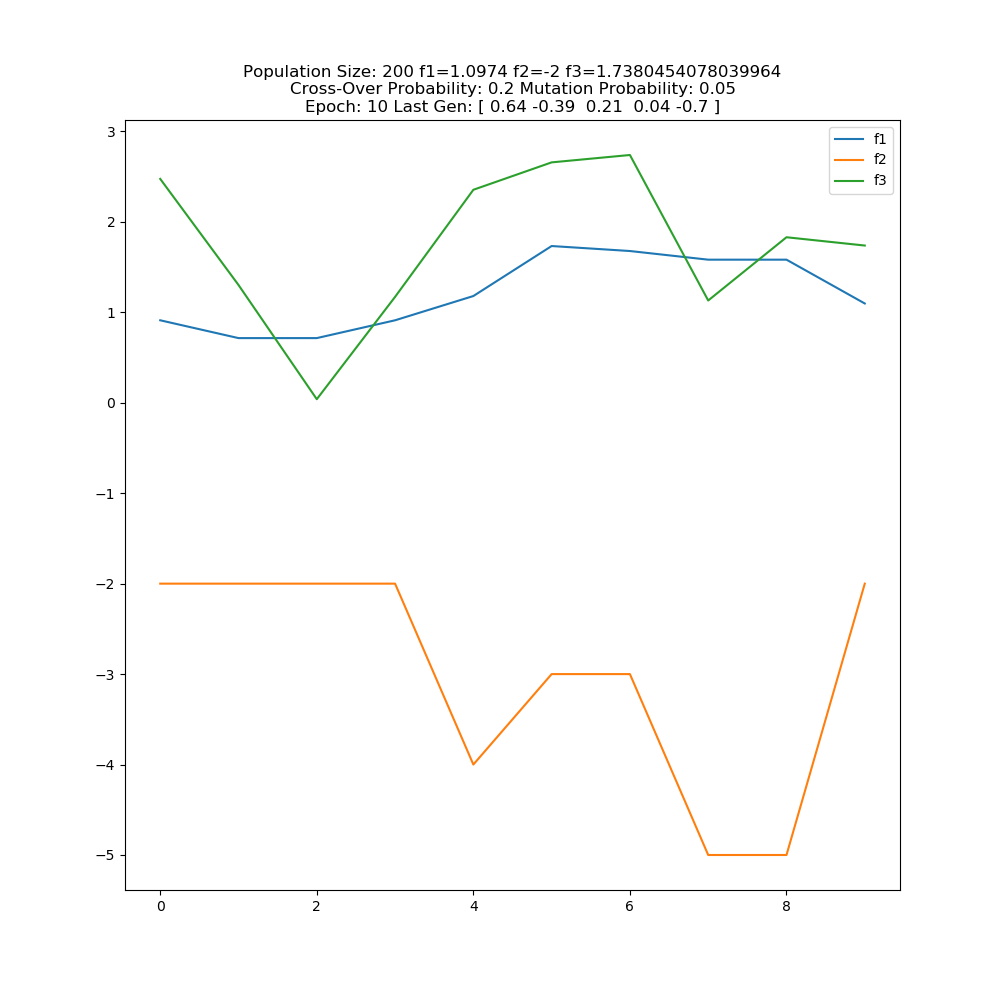 Population Size: 200 f1=1.0974 f2=-2 f3=1.7380454078039964
Cross-Over Probability: 0.2 Mutation Probability: 0.05
Epoch: 10 Last Gen: [ 0.64 -0.39  0.21  0.04 -0.7 ]
f1
f2
f3
3
2
1
0
−1
−2
−3
−4
−5
0 2 4 6 8